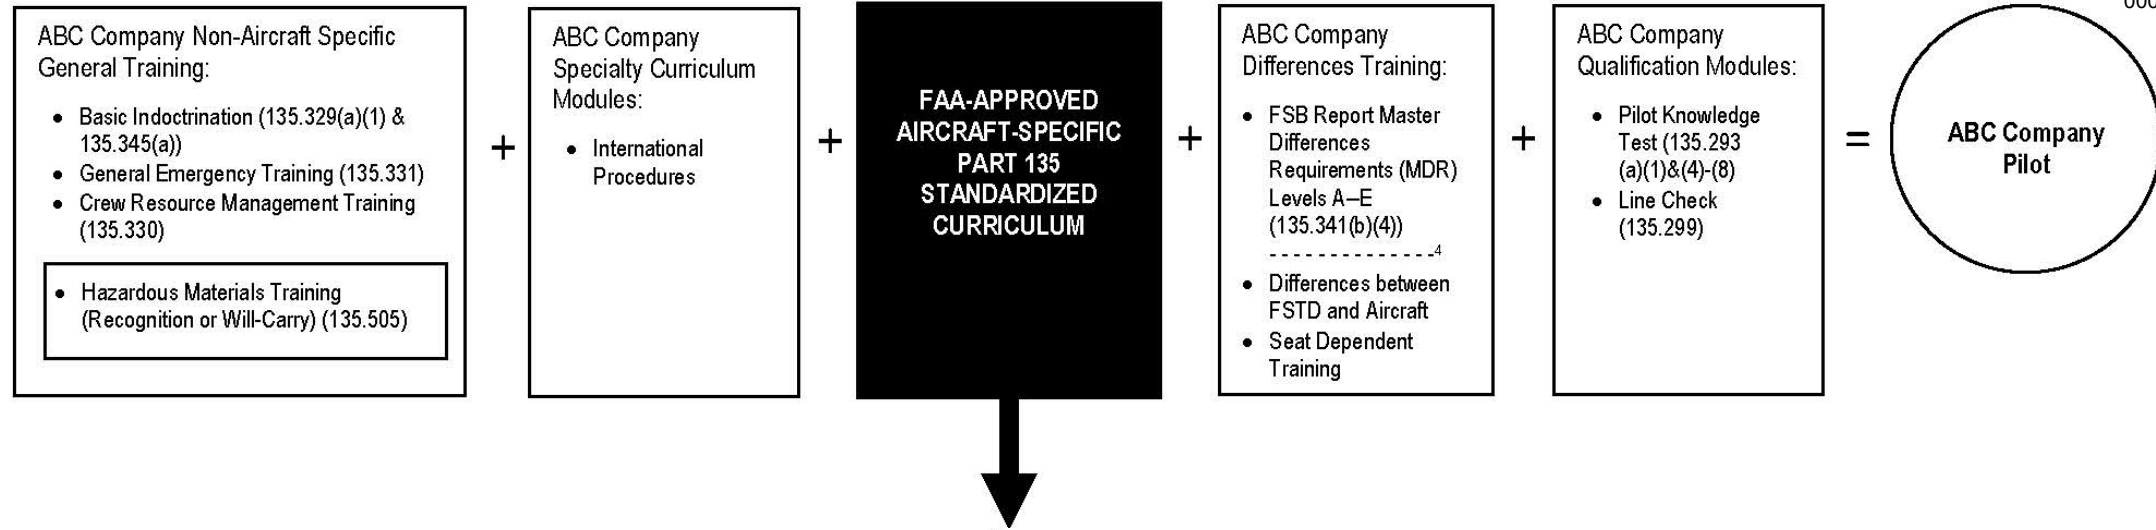 000
ABC Company Non-Aircraft Specific
General Training:
• Basic Indoctrination (135.329(a)(1) &
135.345(a))
• General Emergency Training (135.331)
• Crew Resource Management Training
(135.330)
• Hazardous Materials Training
(Recognition or Will-Carry) (135.505)
+
ABC Company
Specialty Curriculum
Modules:
• International
Procedures
+
FAA-APPROVED
AIRCRAFT-SPECIFIC
PART 135
STANDARDIZED
CURRICULUM
+
ABC Company
Differences Training:
• FSB Report Master
Differences
Requirements (MDR)
Levels A–E
(135.341(b)(4))
- - - - - - - - - - - - - -4
• Differences between
FSTD and Aircraft
• Seat Dependent
Training
+
ABC Company
Qualification Modules:
• Pilot Knowledge
Test (135.293
(a)(1)&(4)-(8)
• Line Check
(135.299)
=
ABC Company
Pilot